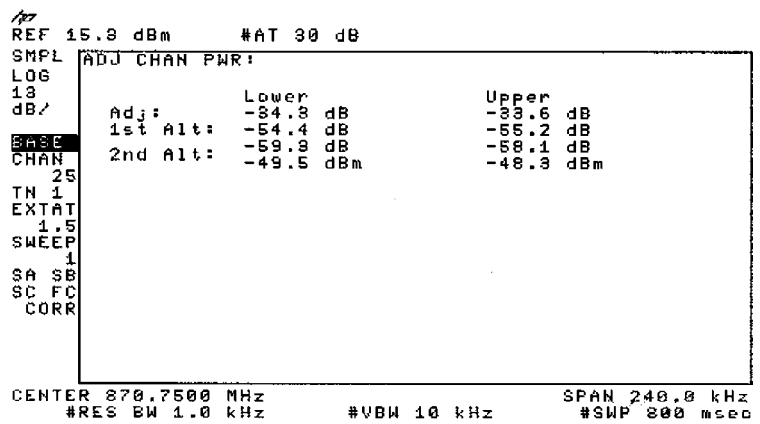 hp
REF 15.3 dBm #AT 30 dB
SMPL
LOG
13
dB/
BASE
CHAN
25
TN 1
EXTAT
1.5
SWEEP
1
SA SB
SC FC
CORR
ADJ CHAN PWR:
Lower Upper
Adj: -34.3 dB -33.6 dB
1st Alt: -54.4 dB -55.2 dB
2nd Alt: -59.3 dB -58.1 dB
-49.5 dBm -48.3 dBm
CENTER 870.7500 MHz SPAN 240.0 kHz
#RES BW 1.0 kHz #VBW 10 kHz #SWP 800 msec